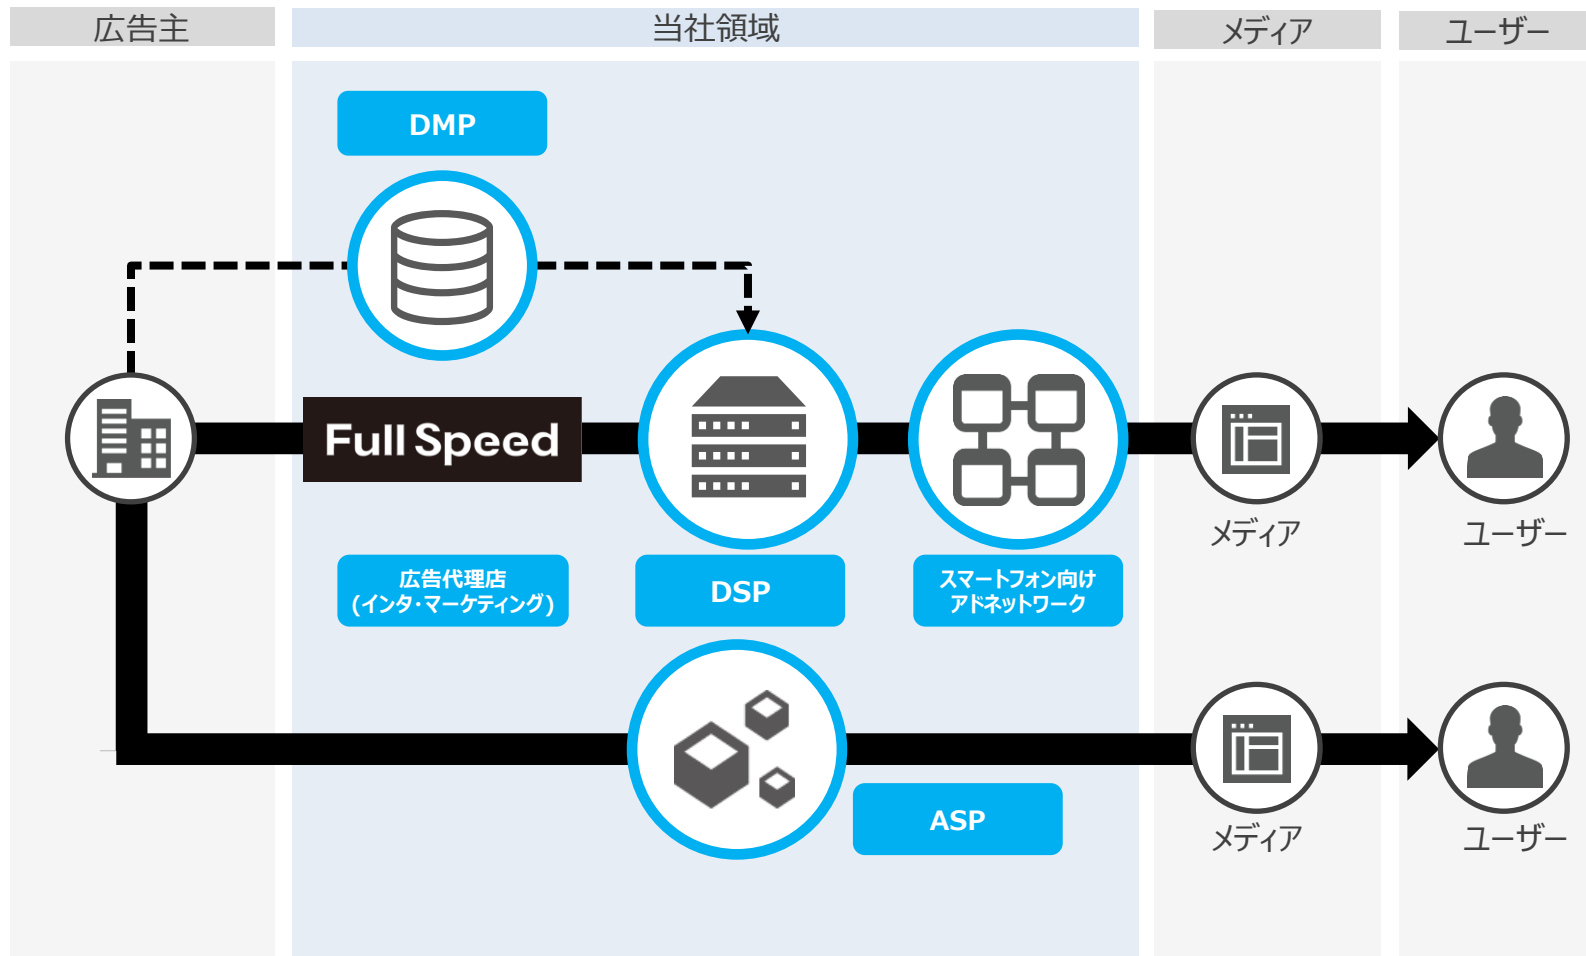 広告主
当社領域
メディア
ユーザー
DMP
Full Speed
メディア
ユーザー
広告代理店
(インタ・マーケティング)
DSP
スマートフォン向け
アドネットワーク
ASP
メディア
ユーザー